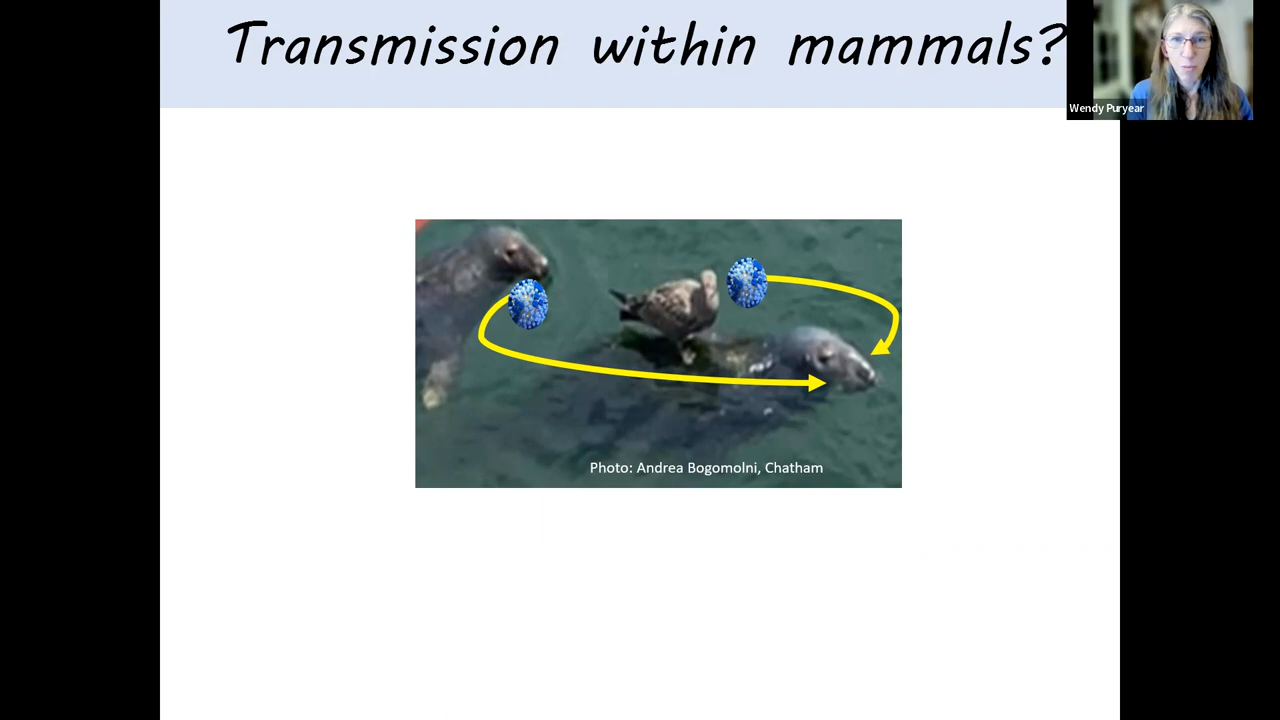 Transmission within mammals?
Wendy Puryear
Photo: Andrea Bogomolni, Chatham